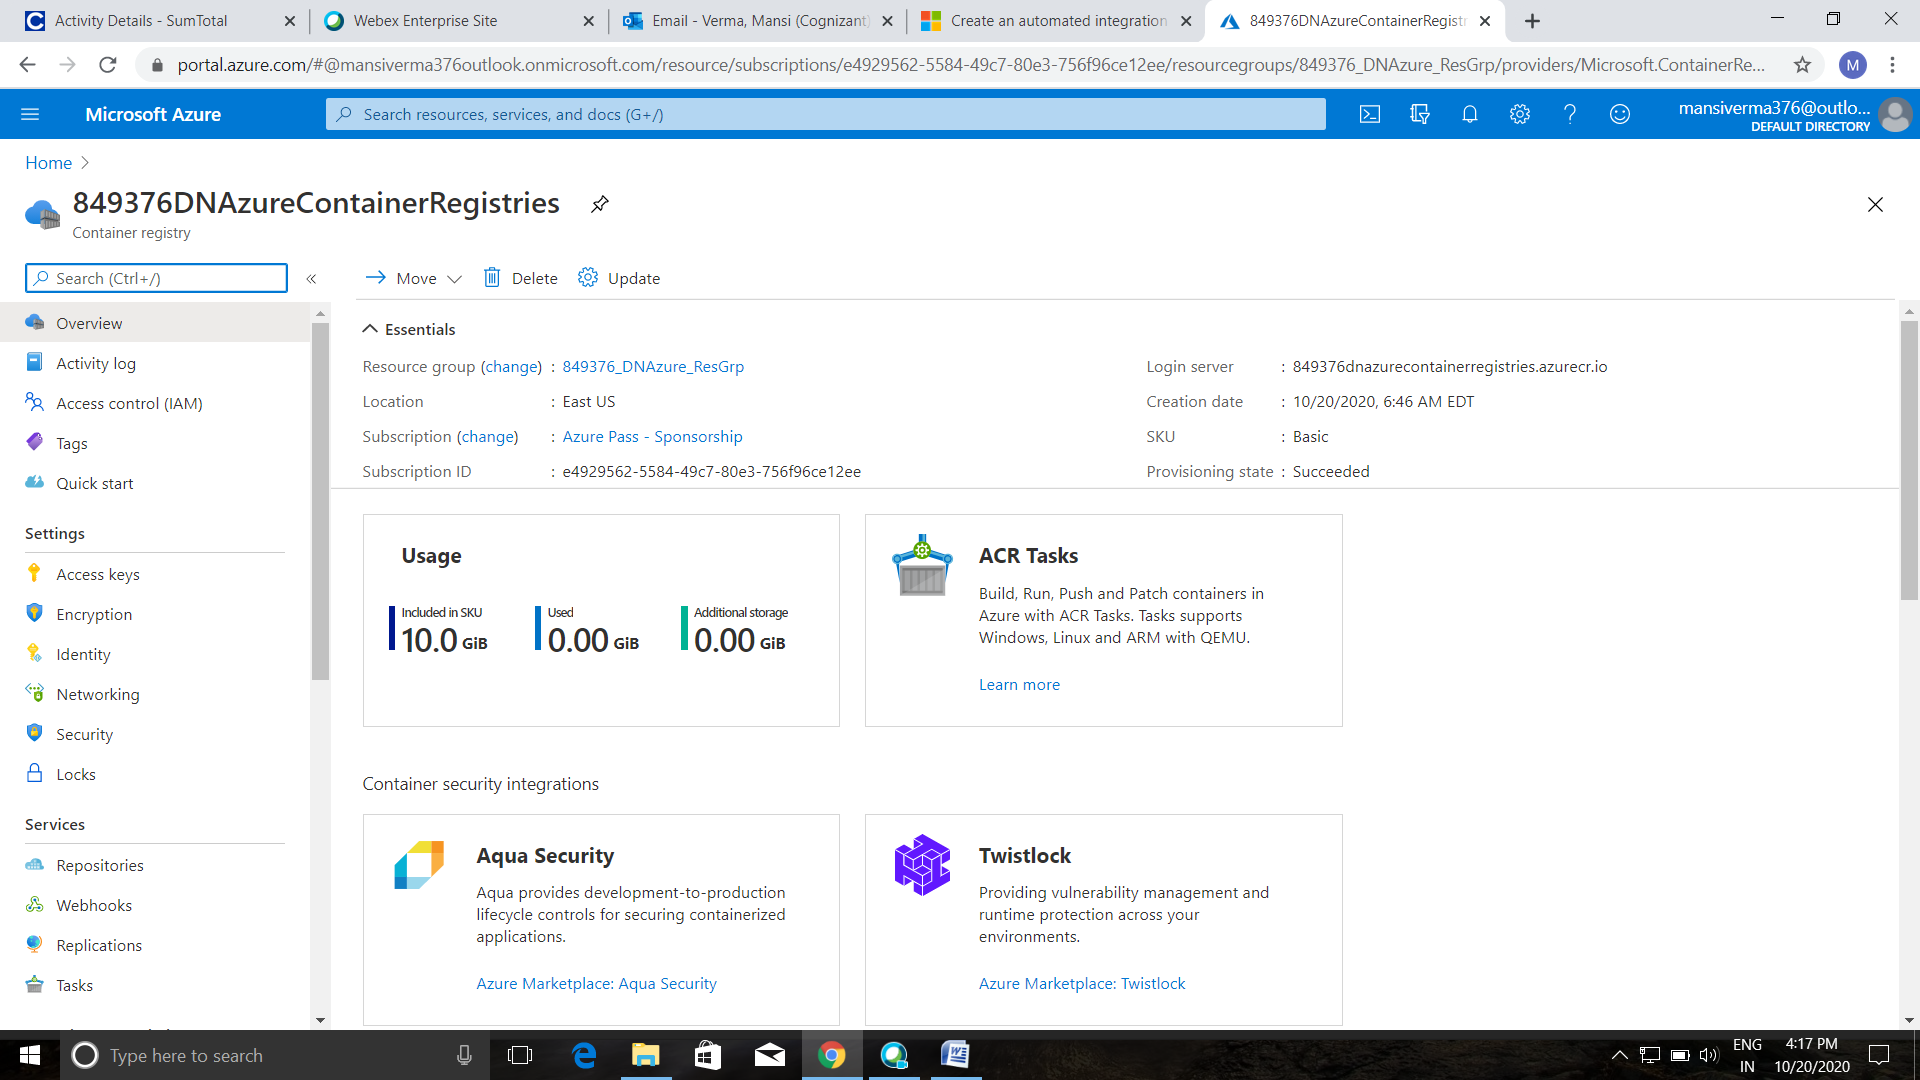 Activity Details - SumTotal
Webex Enterprise Site
Email - Verma, Mansi (Cognizant)
Create an automated integration
849376DNAzureContainerRegistr
portal.azure.com/#@mansiverma376outlook.onmicrosoft.com/resource/subscriptions/e4929562-5584-49c7-80e3-756f96ce12ee/resourcegroups/849376_DNAzure_ResGrp/providers/Microsoft.ContainerRe...
M
Microsoft Azure
Search resources, services, and docs (G+/)
mansiverma376@outlo...
DEFAULT DIRECTORY
Home
849376DNAzureContainerRegistries
Container registry
Search (Ctrl+/)
«
Move
Delete
Update
Overview
Activity log
Access control (IAM)
Tags
Quick start
Settings
Access keys
Encryption
Identity
Networking
Security
Locks
Services
Repositories
Webhooks
Replications
Tasks
Essentials
Resource group (change) : 849376_DNAzure_ResGrp
Location : East US
Subscription (change) : Azure Pass - Sponsorship
Subscription ID : e4929562-5584-49c7-80e3-756f96ce12ee
Login server : 849376dnazurecontainerregistries.azurecr.io
Creation date : 10/20/2020, 6:46 AM EDT
SKU : Basic
Provisioning state : Succeeded
Usage
Included in SKU
10.0 GiB
Used
0.00 GiB
Additional storage
0.00 GiB
ACR Tasks
Build, Run, Push and Patch containers in
Azure with ACR Tasks. Tasks supports
Windows, Linux and ARM with QEMU.
Learn more
Container security integrations
Aqua Security
Aqua provides development-to-production
lifecycle controls for securing containerized
applications.
Azure Marketplace: Aqua Security
Twistlock
Providing vulnerability management and
runtime protection across your
environments.
Azure Marketplace: Twistlock
Type here to search
ENG
IN
4:17 PM
10/20/2020